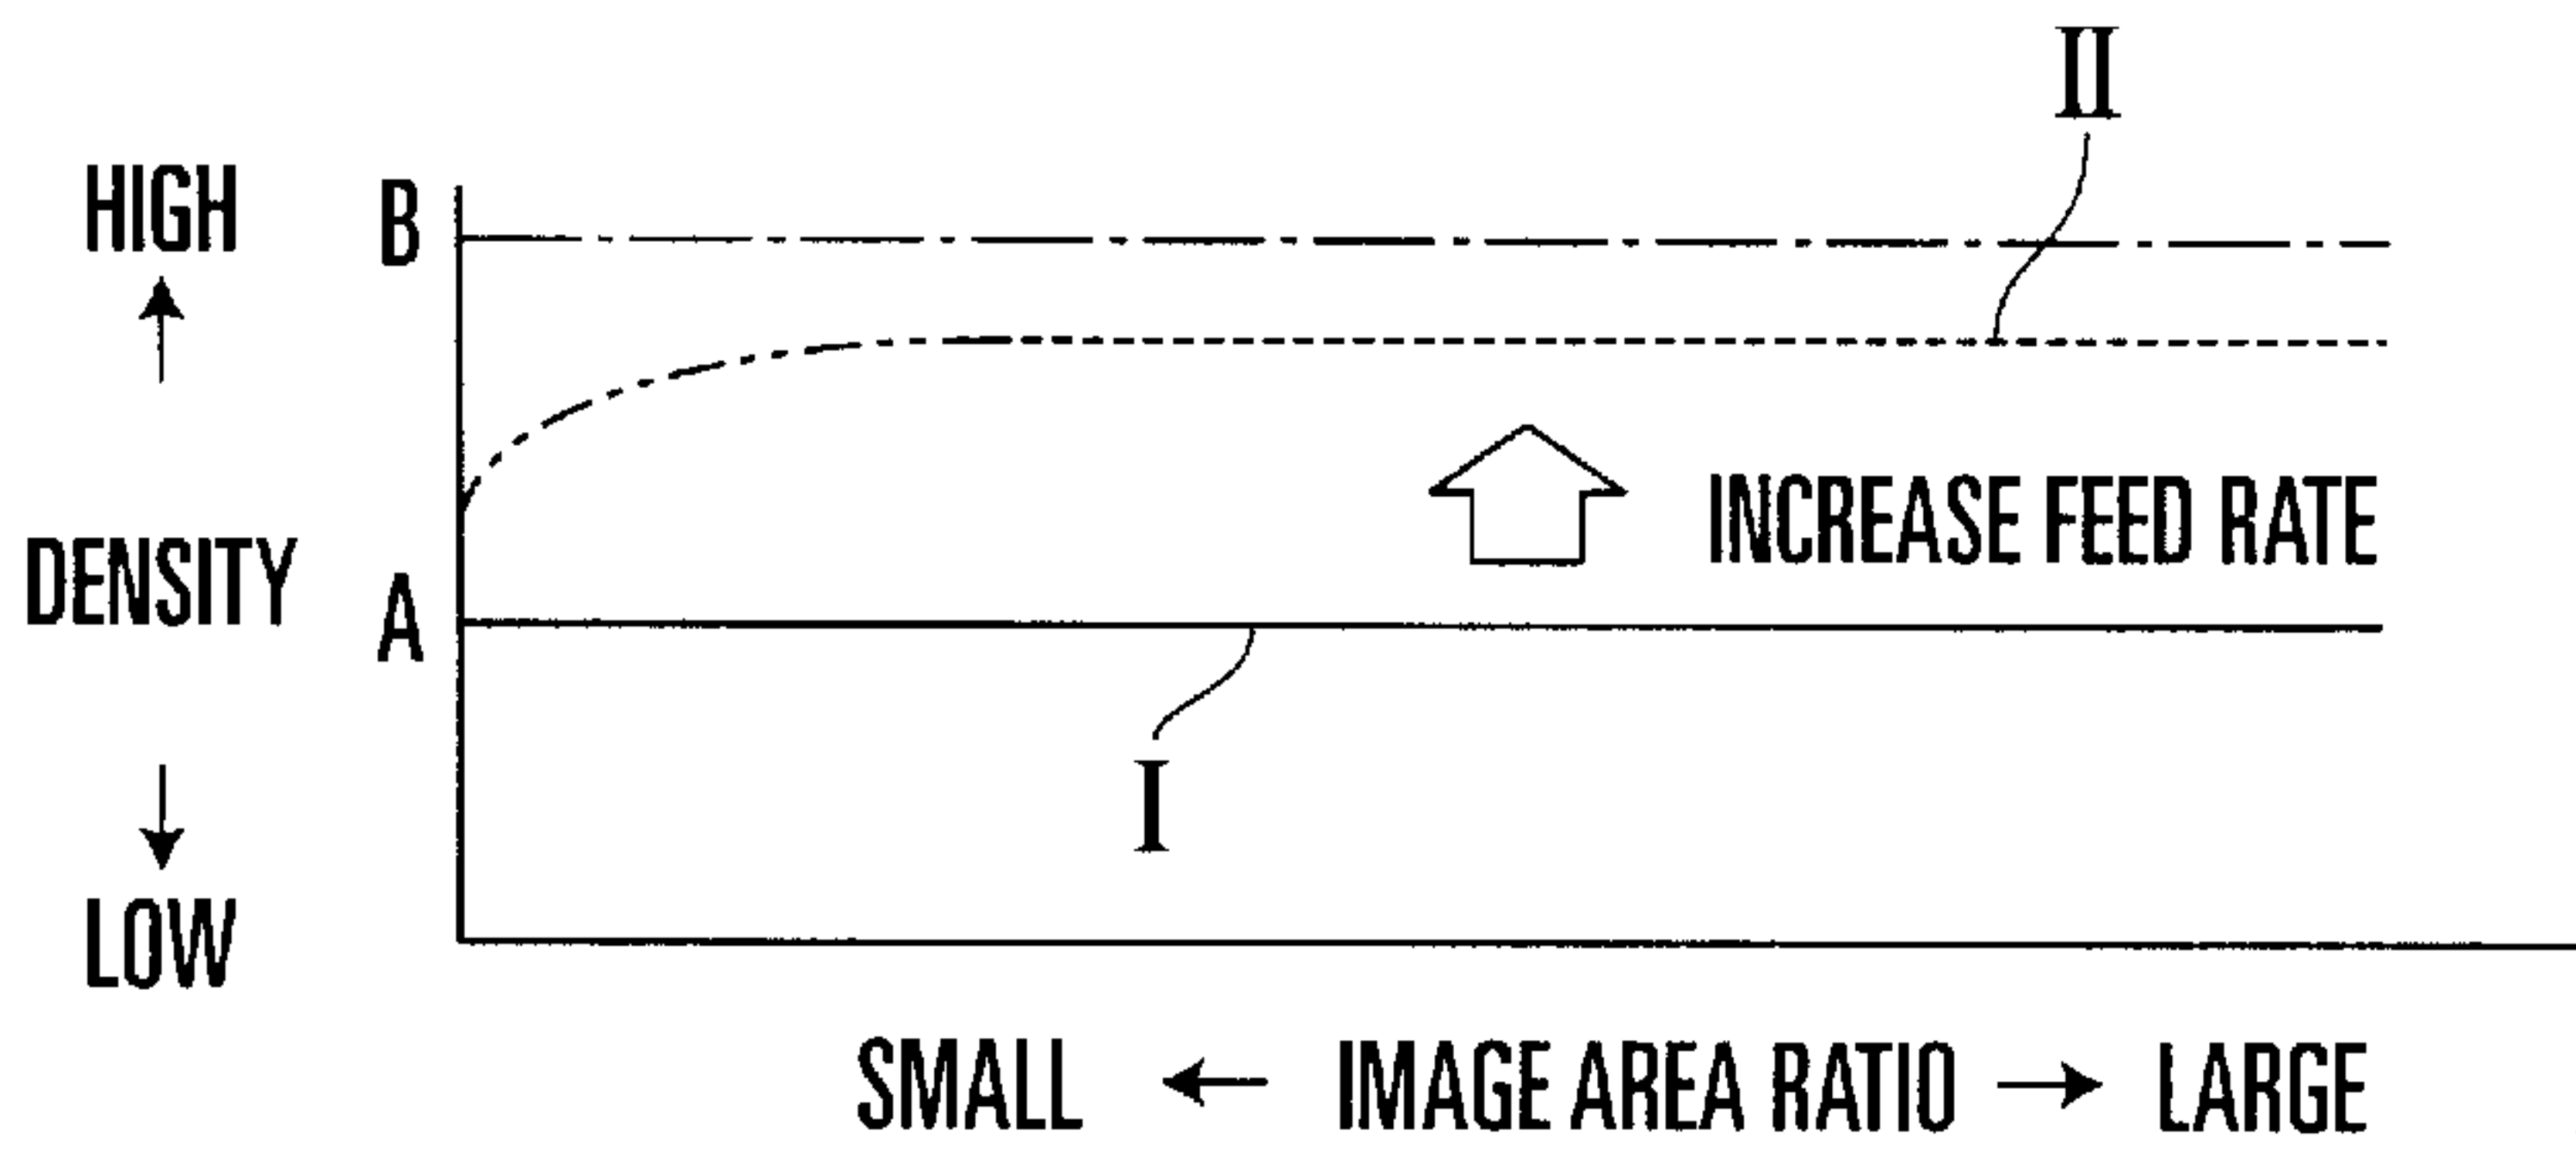 II
HIGH
B
INCREASE FEED RATE
DENSITY
A
I
LOW
SMALL ← IMAGE AREA RATIO → LARGE